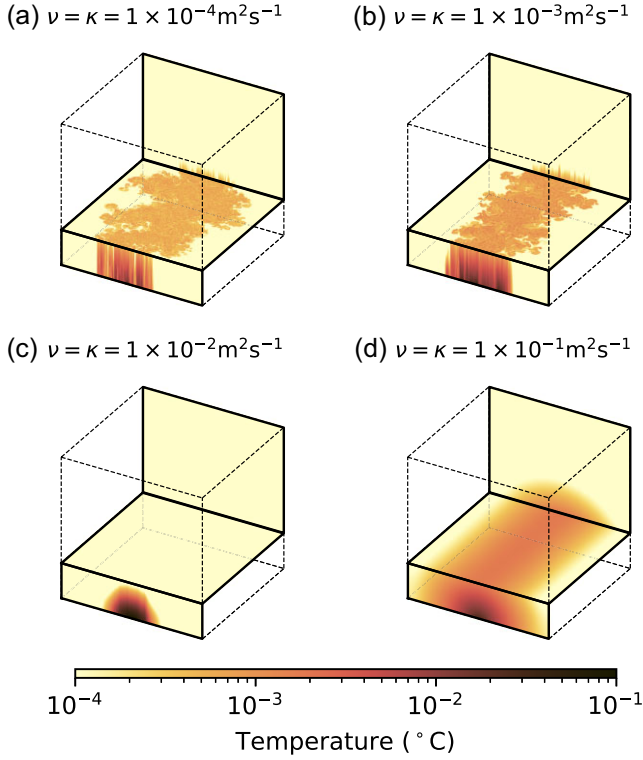 (a) ν = κ = 1 × 10⁻⁴m²s⁻¹
(b) ν = κ = 1 × 10⁻³m²s⁻¹
(c) ν = κ = 1 × 10⁻²m²s⁻¹
(d) ν = κ = 1 × 10⁻¹m²s⁻¹
10⁻⁴ 10⁻³ 10⁻² 10⁻¹
Temperature (°C)